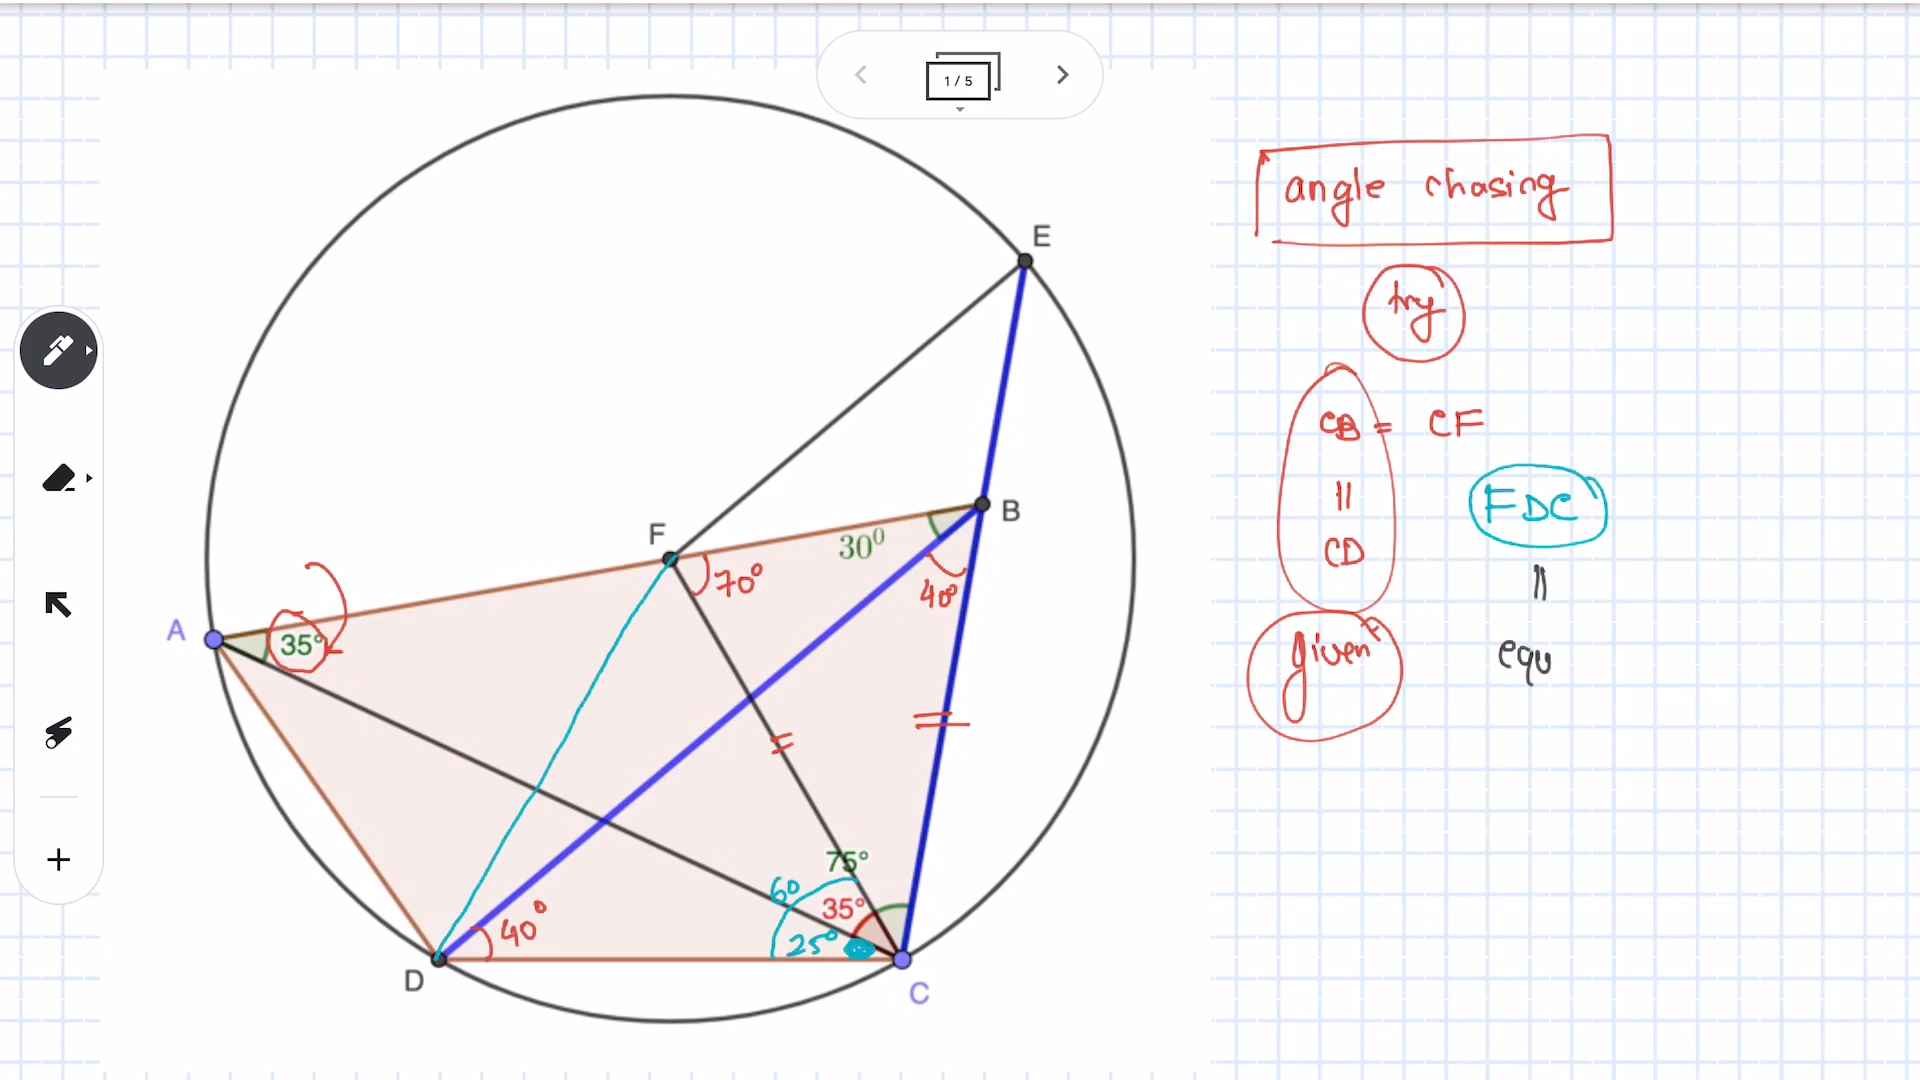 1 / 5
angle chasing
try
CB = CF
||
CD
given
FDC
||
equ
E
B
F
A
D
C
30⁰
70°
40°
35°
75°
60
35°
25°
40°